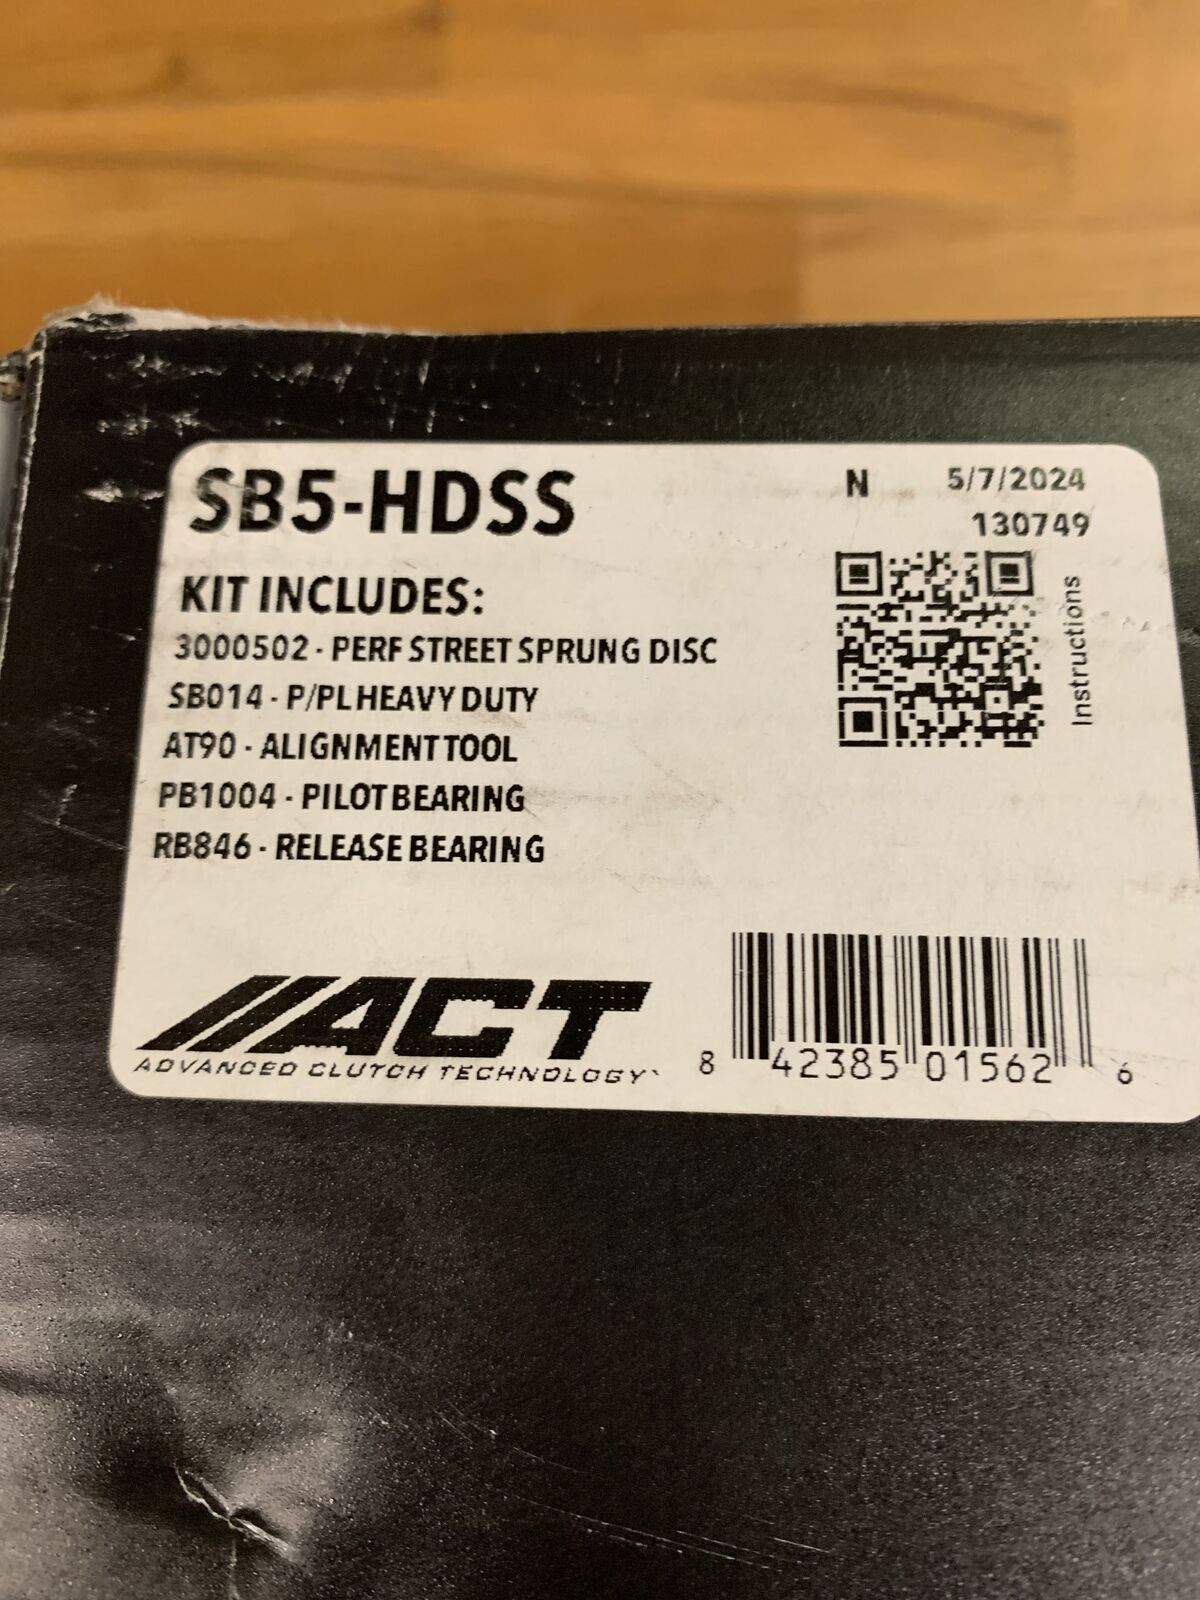 SB5-HDSS
N 5/7/2024
130749
KIT INCLUDES:
3000502 - PERF STREET SPRUNG DISC
SB014 - P/PL HEAVY DUTY
AT90 - ALIGNMENT TOOL
PB1004 - PILOT BEARING
RB846 - RELEASE BEARING
Instructions
ACT
ADVANCED CLUTCH TECHNOLOGY
8 42385 01562 6